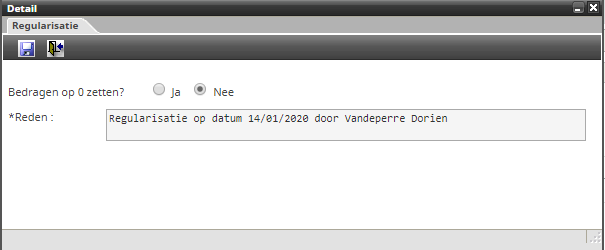 Detail
Regularisatie
Bedragen op 0 zetten? Ja Nee
*Reden : Regularisatie op datum 14/01/2020 door Vandeperre Dorien